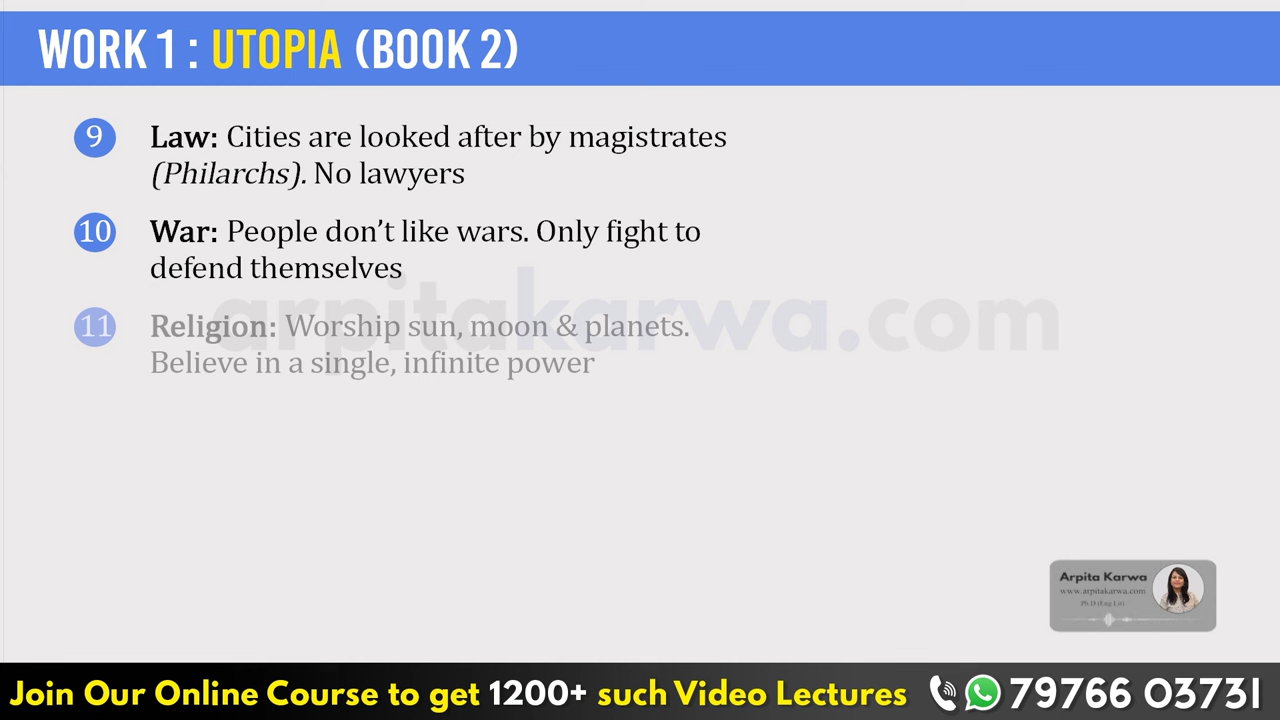 WORK 1 : UTOPIA (BOOK 2)
9 Law: Cities are looked after by magistrates
(Philarchs). No lawyers
10 War: People don’t like wars. Only fight to
defend themselves
11 Religion: Worship sun, moon & planets.
Believe in a single, infinite power
arpitakarwa.com
Arpita Karwa
www.arpitakarwa.com
Ph.D (Eng Lit)
Join Our Online Course to get 1200+ such Video Lectures 79766 03731